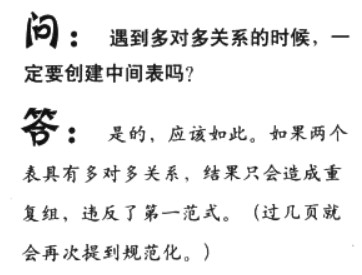 问： 遇到多对多关系的时候，一
定要创建中间表吗？
答： 是的，应该如此。如果两个
表具有多对多关系，结果只会造成重
复组，违反了第一范式。（过几页就
会再次提到规范化。）